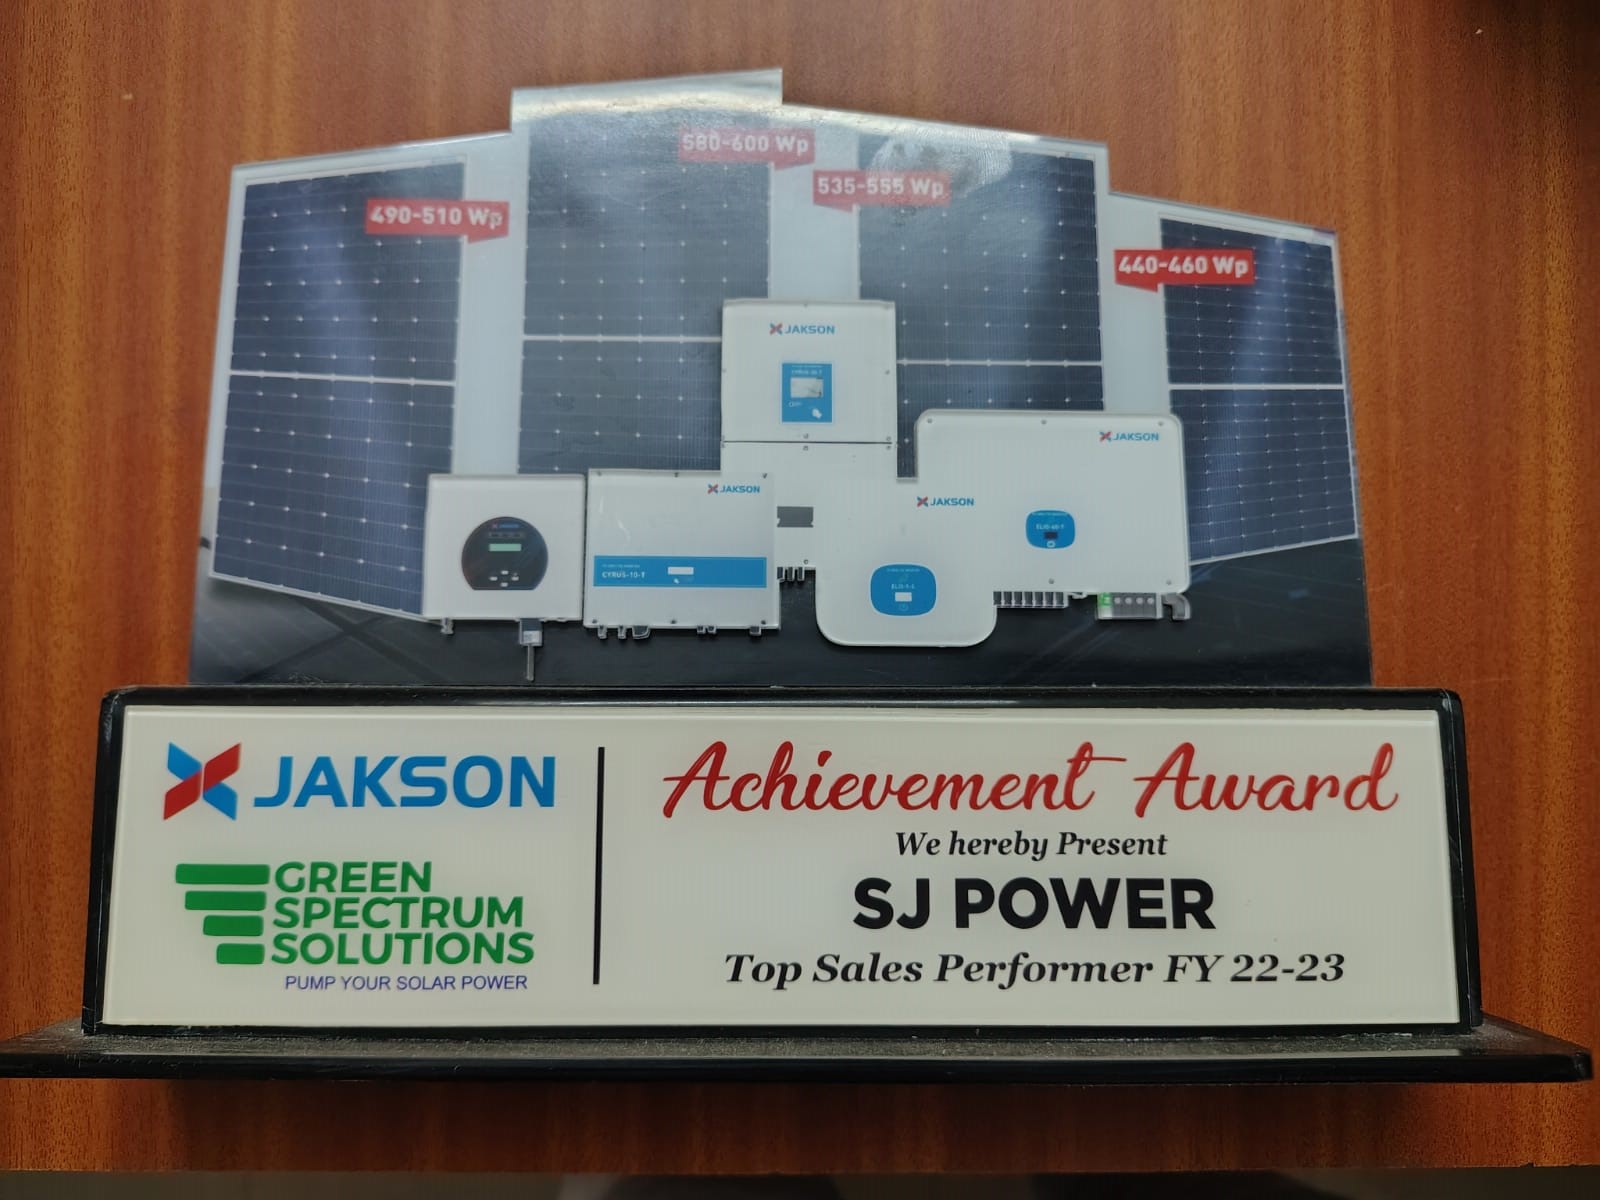 580-600 Wp
535-555 Wp
490-510 Wp
440-460 Wp
JAKSON
JAKSON
JAKSON
JAKSON
CYRUS-10-T
JAKSON
Achievement Award
We hereby Present
SJ POWER
Top Sales Performer FY 22-23
GREEN
SPECTRUM
SOLUTIONS
PUMP YOUR SOLAR POWER